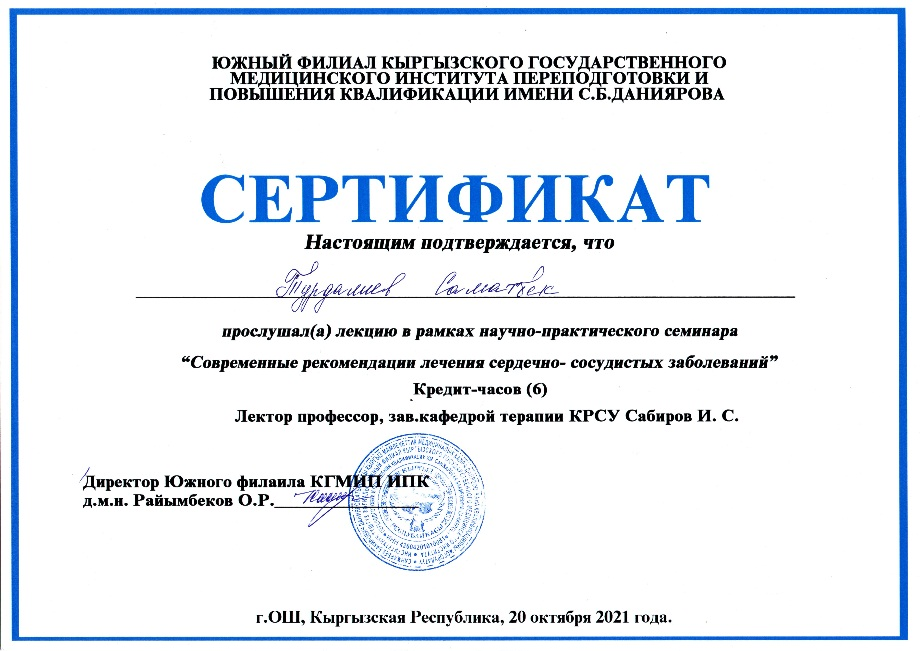 ЮЖНЫЙ ФИЛИАЛ КЫРГЫЗСКОГО ГОСУДАРСТВЕННОГО
МЕДИЦИНСКОГО ИНСТИТУТА ПЕРЕПОДГОТОВКИ И
ПОВЫШЕНИЯ КВАЛИФИКАЦИИ ИМЕНИ С.Б.ДАНИЯРОВА
СЕРТИФИКАТ
Настоящим подтверждается, что
Турдалиев Саматбек
прослушал(а) лекцию в рамках научно-практического семинара
“Современные рекомендации лечения сердечно- сосудистых заболеваний”
Кредит-часов (6)
Лектор профессор, зав.кафедрой терапии КРСУ Сабиров И. С.
Директор Южного филаила КГМИП ИПК
д.м.н. Райымбеков О.Р.
г.ОШ, Кыргызская Республика, 20 октября 2021 года.